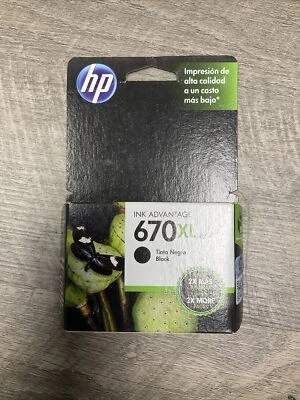 hp
Impresión de
alta calidad
a un costo
más bajo*
INK ADVANTAGE
670XL
Tinta Negra
Black
2X MÁS
2X MORE